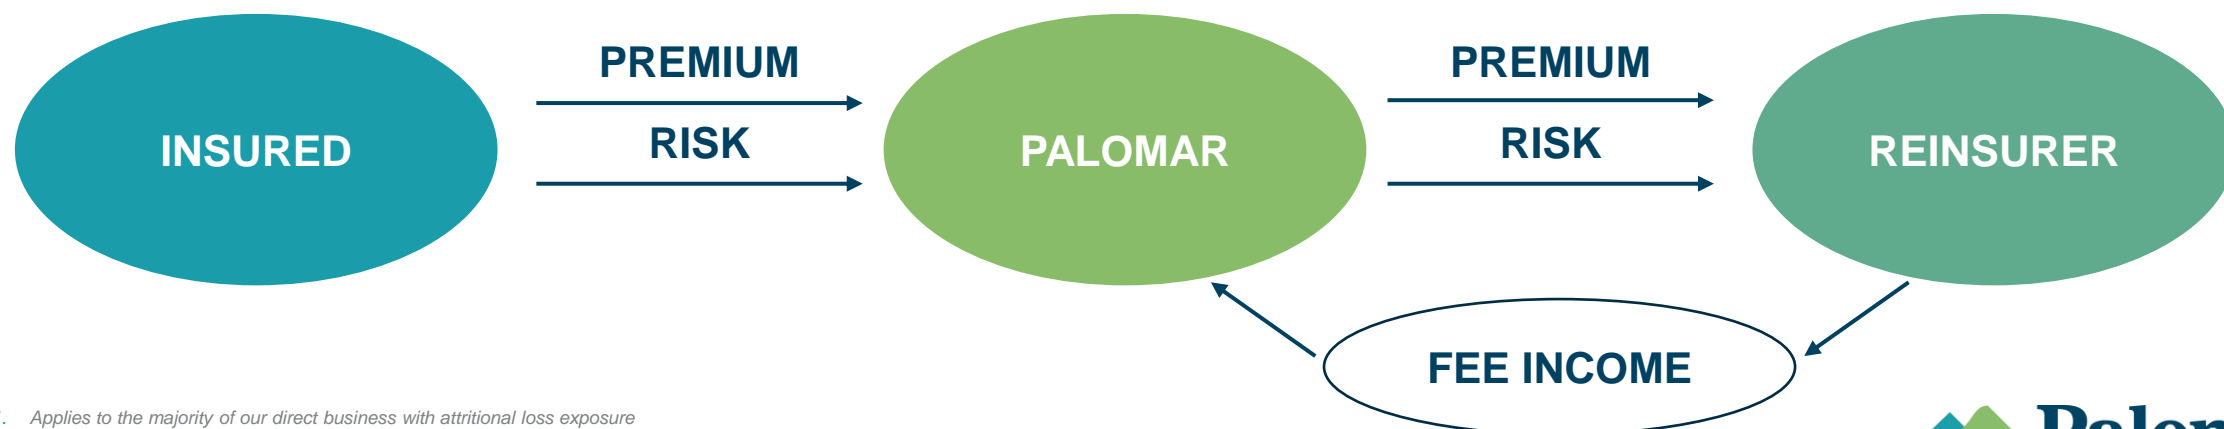 PREMIUM
PREMIUM
INSURED
RISK
PALOMAR
RISK
REINSURER
FEE INCOME
Applies to the majority of our direct business with attritional loss exposure